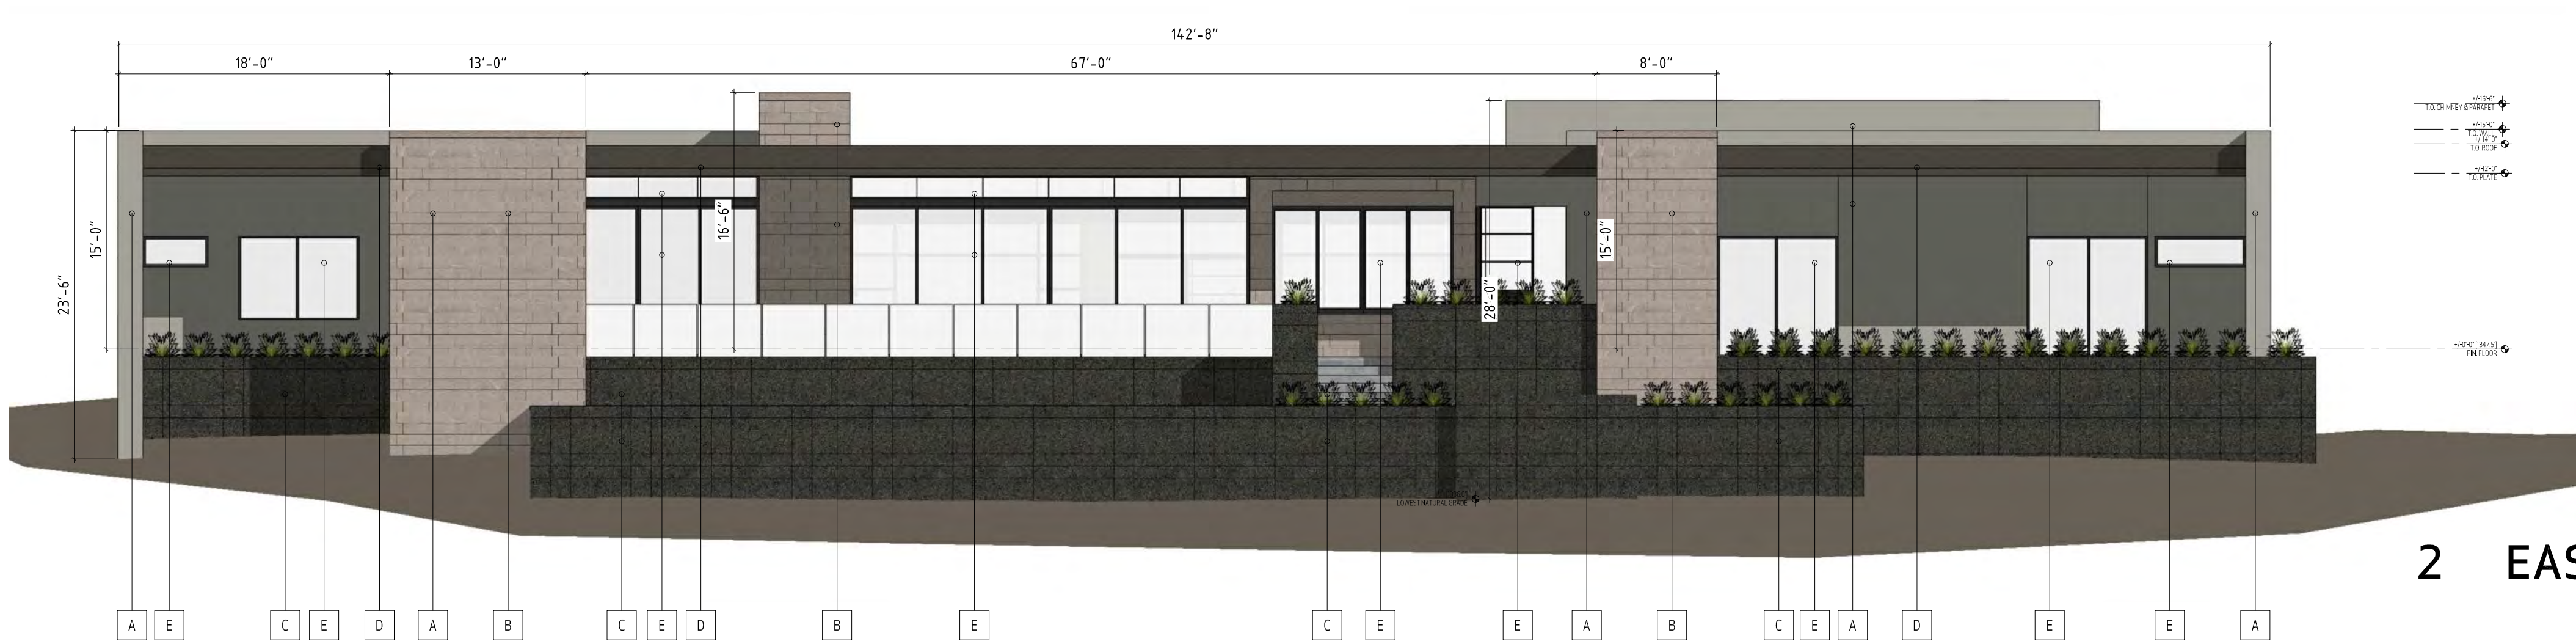 142'-8"
18'-0"
13'-0"
67'-0"
8'-0"
+/-16'-6"
T.O. CHIMNEY & PARAPET
+/-15'-0"
T.O. WALL
+/-14'-0"
T.O. ROOF
+/-12'-0"
T.O. PLATE
23'-6"
15'-0"
16'-6"
28'-0"
15'-0"
+/-0'-0" (1347.5')
FIN. FLOOR
LOWEST NATURAL GRADE
2 EAS
A E C E D A B C E D B E C E E A B C E A D E E A